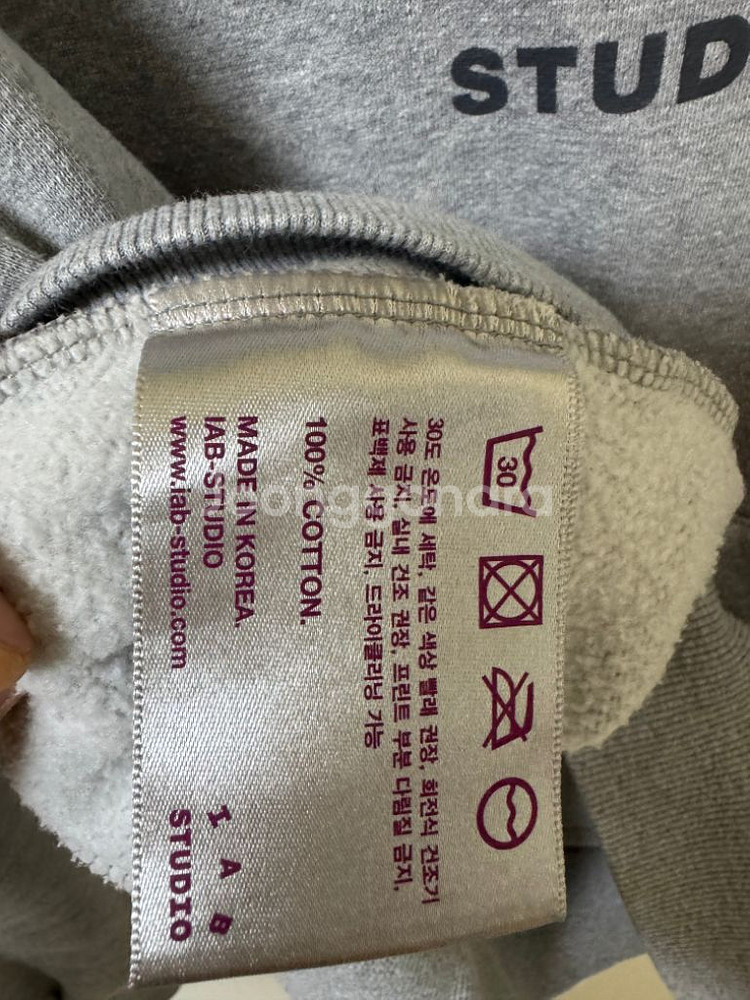 STUD
30
30도 온도에 세탁, 같은 색상 빨래 권장, 회전식 건조기
사용 금지, 실내 건조 권장, 프린트 부분 다림질 금지,
표백제 사용 금지, 드라이클리닝 가능
100% COTTON.
MADE IN KOREA.
IAB-STUDIO
www.iab-studio.com
I A B
STUDIO
joonggonara